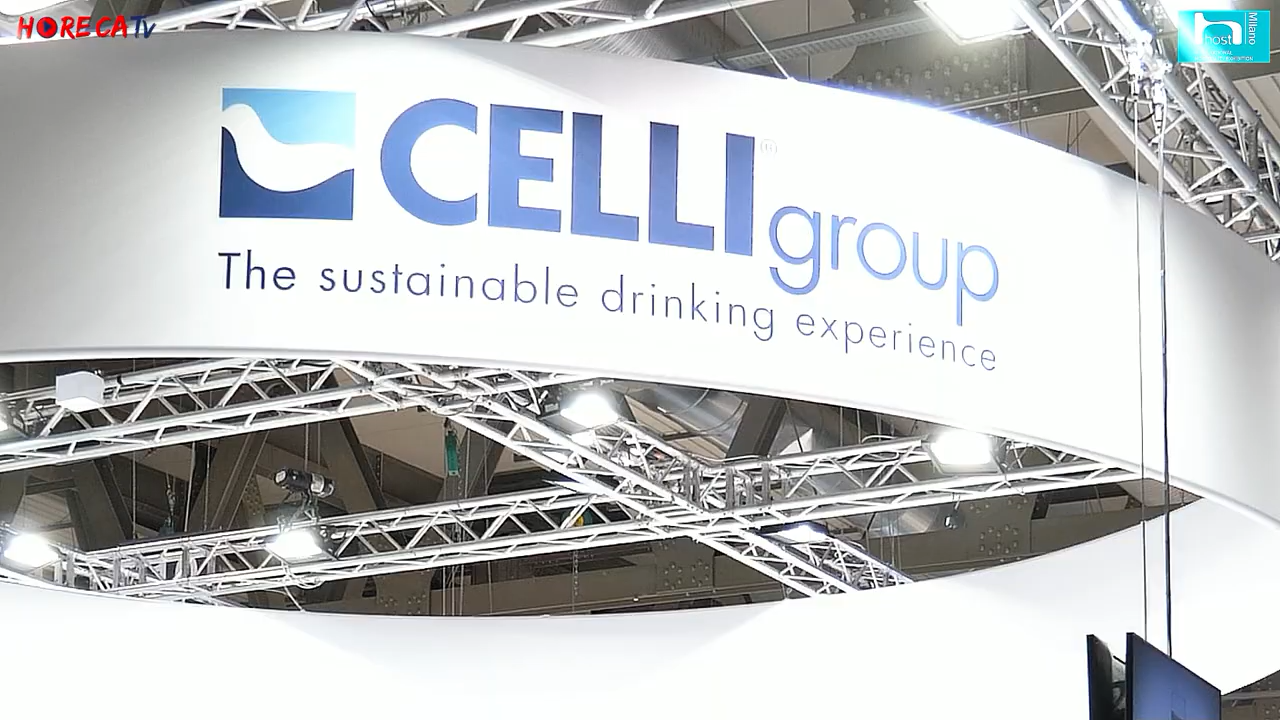 HORECATV
host
Milano
CELLI®
group
The sustainable drinking experience